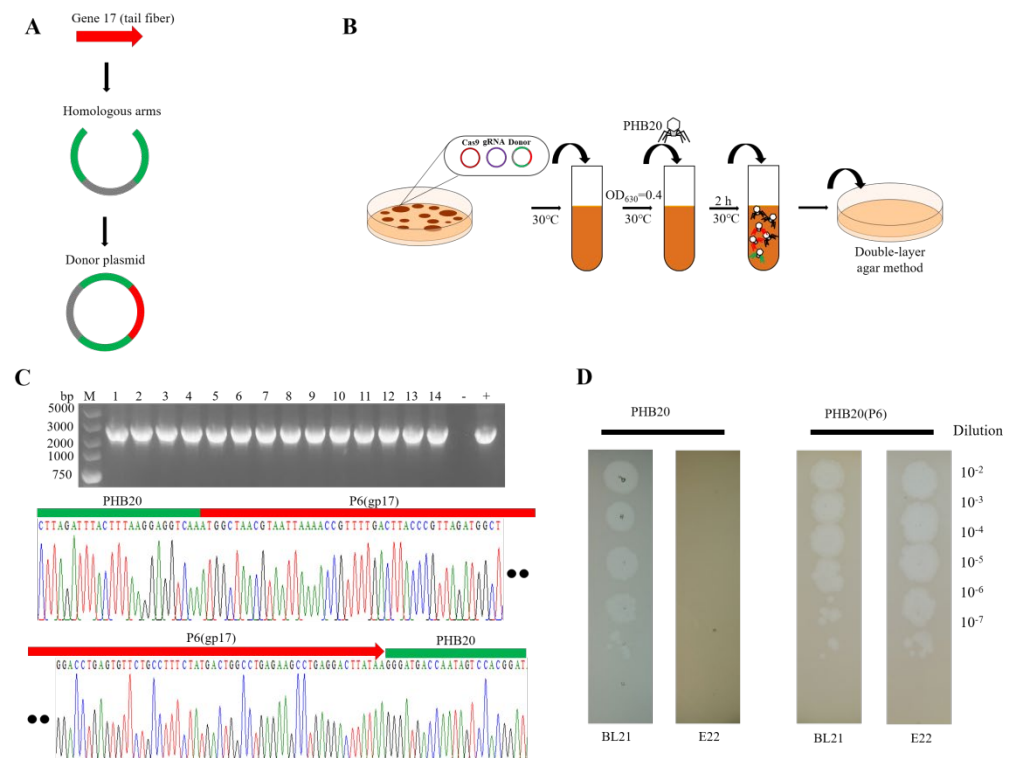 A
Gene 17 (tail fiber)
Homologous arms
Donor plasmid
B
PHB20
Cas9 gRNA Donor
OD630=0.4
2 h
30℃
30℃
30℃
Double-layer
agar method
C
bp M 1 2 3 4 5 6 7 8 9 10 11 12 13 14 - +
5000
3000
2000
1000
750
PHB20 P6(gp17)
CTTAGATTTACTTTAAGGAGGTCAAATGGCTAACGTAATTAAAACCGTTTTGACTTACCCGTTAGATGGCT
P6(gp17) PHB20
GGACCTGAGTGTTCTGCCTTTCTATGACTGGCCTGAGAAGCCTGAGGACTTATAAGGGATGACCAATAGTCCACGGAT
D
PHB20 PHB20(P6) Dilution
10-2
10-3
10-4
10-5
10-6
10-7
BL21 E22 BL21 E22